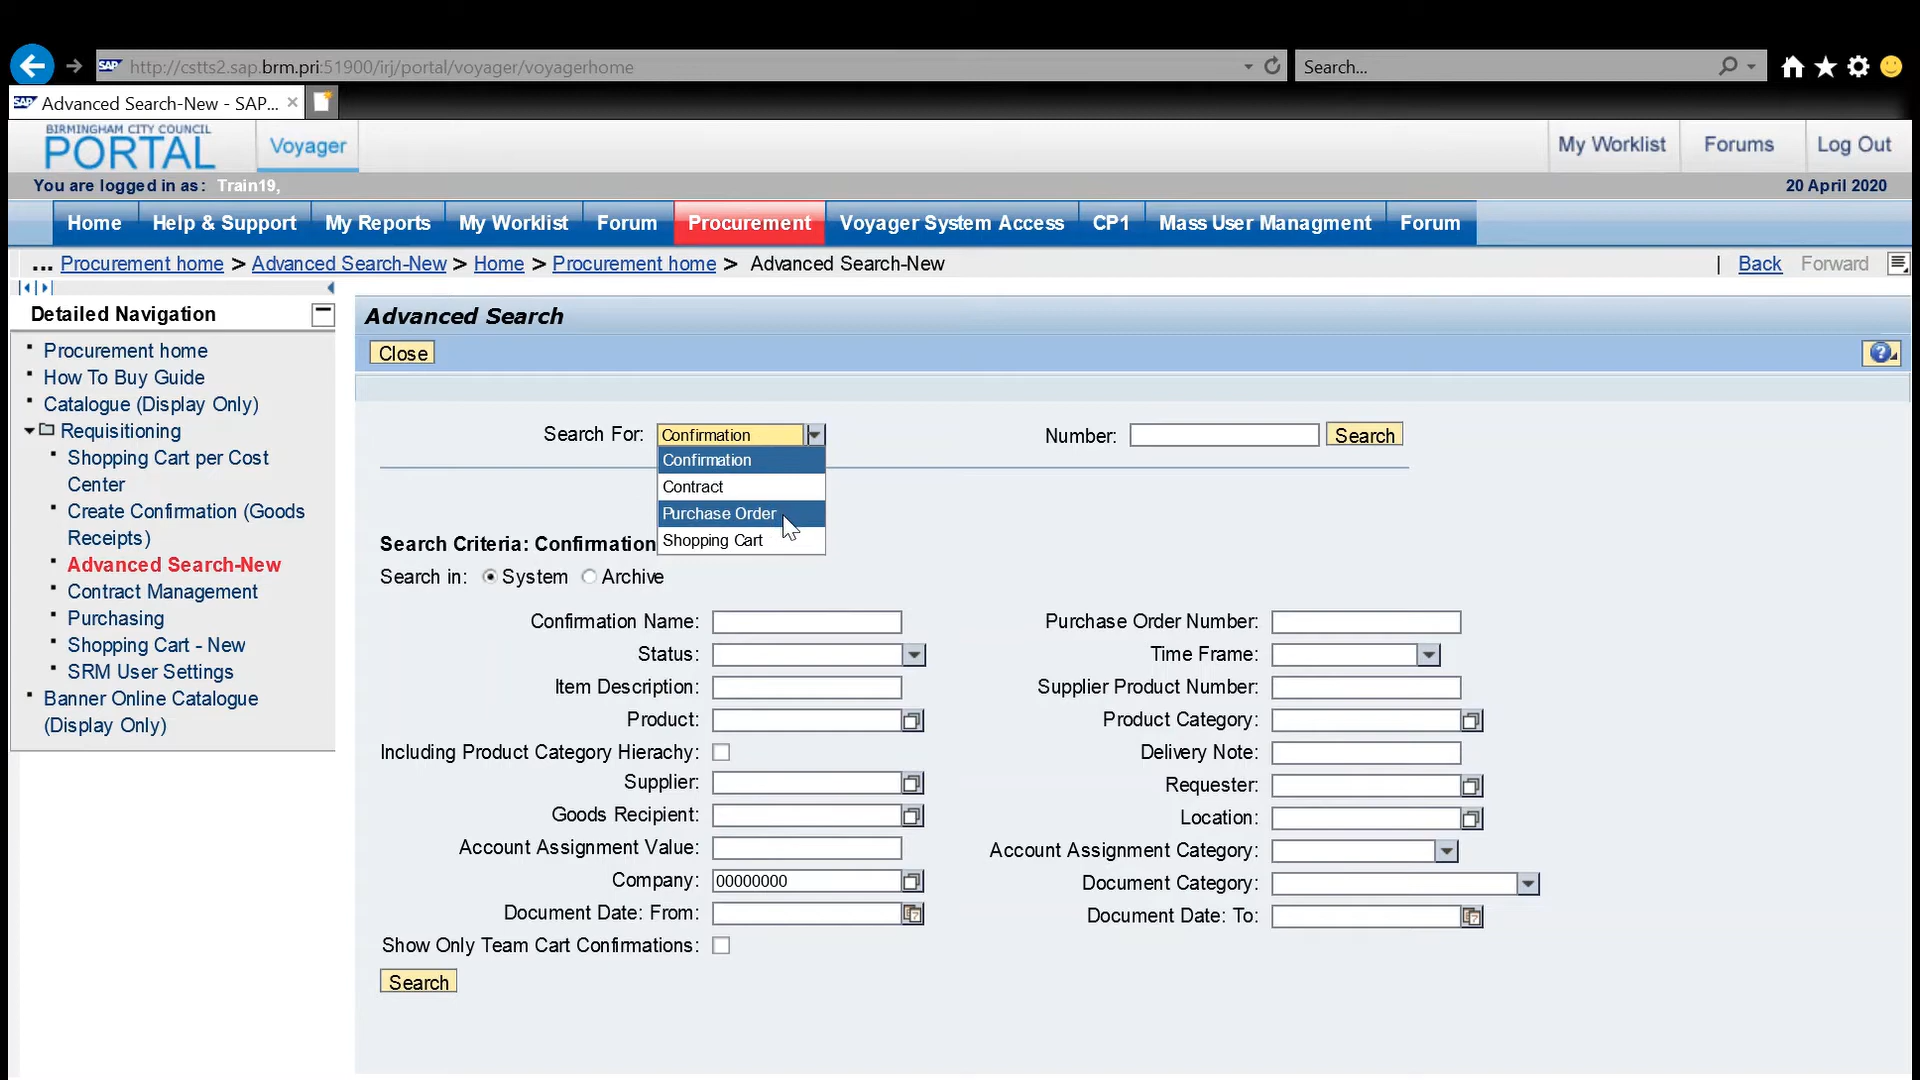 http://cstts2.sap.brm.pri:51900/irj/portal/voyager/voyagerhome
Search...
Advanced Search-New - SAP...
BIRMINGHAM CITY COUNCIL
PORTAL
Voyager
My Worklist
Forums
Log Out
You are logged in as: Train19,
20 April 2020
Home
Help & Support
My Reports
My Worklist
Forum
Procurement
Voyager System Access
CP1
Mass User Managment
Forum
... Procurement home > Advanced Search-New > Home > Procurement home > Advanced Search-New
| Back Forward
Detailed Navigation
Procurement home
How To Buy Guide
Catalogue (Display Only)
Requisitioning
Shopping Cart per Cost
Center
Create Confirmation (Goods
Receipts)
Advanced Search-New
Contract Management
Purchasing
Shopping Cart - New
SRM User Settings
Banner Online Catalogue
(Display Only)
Advanced Search
Close
Search For: Confirmation
Number:
Search
Confirmation
Contract
Purchase Order
Shopping Cart
Search Criteria: Confirmation
Search in: System Archive
Confirmation Name:
Purchase Order Number:
Status:
Time Frame:
Item Description:
Supplier Product Number:
Product:
Product Category:
Including Product Category Hierachy:
Delivery Note:
Supplier:
Requester:
Goods Recipient:
Location:
Account Assignment Value:
Account Assignment Category:
Company: 00000000
Document Category:
Document Date: From:
Document Date: To:
Show Only Team Cart Confirmations:
Search